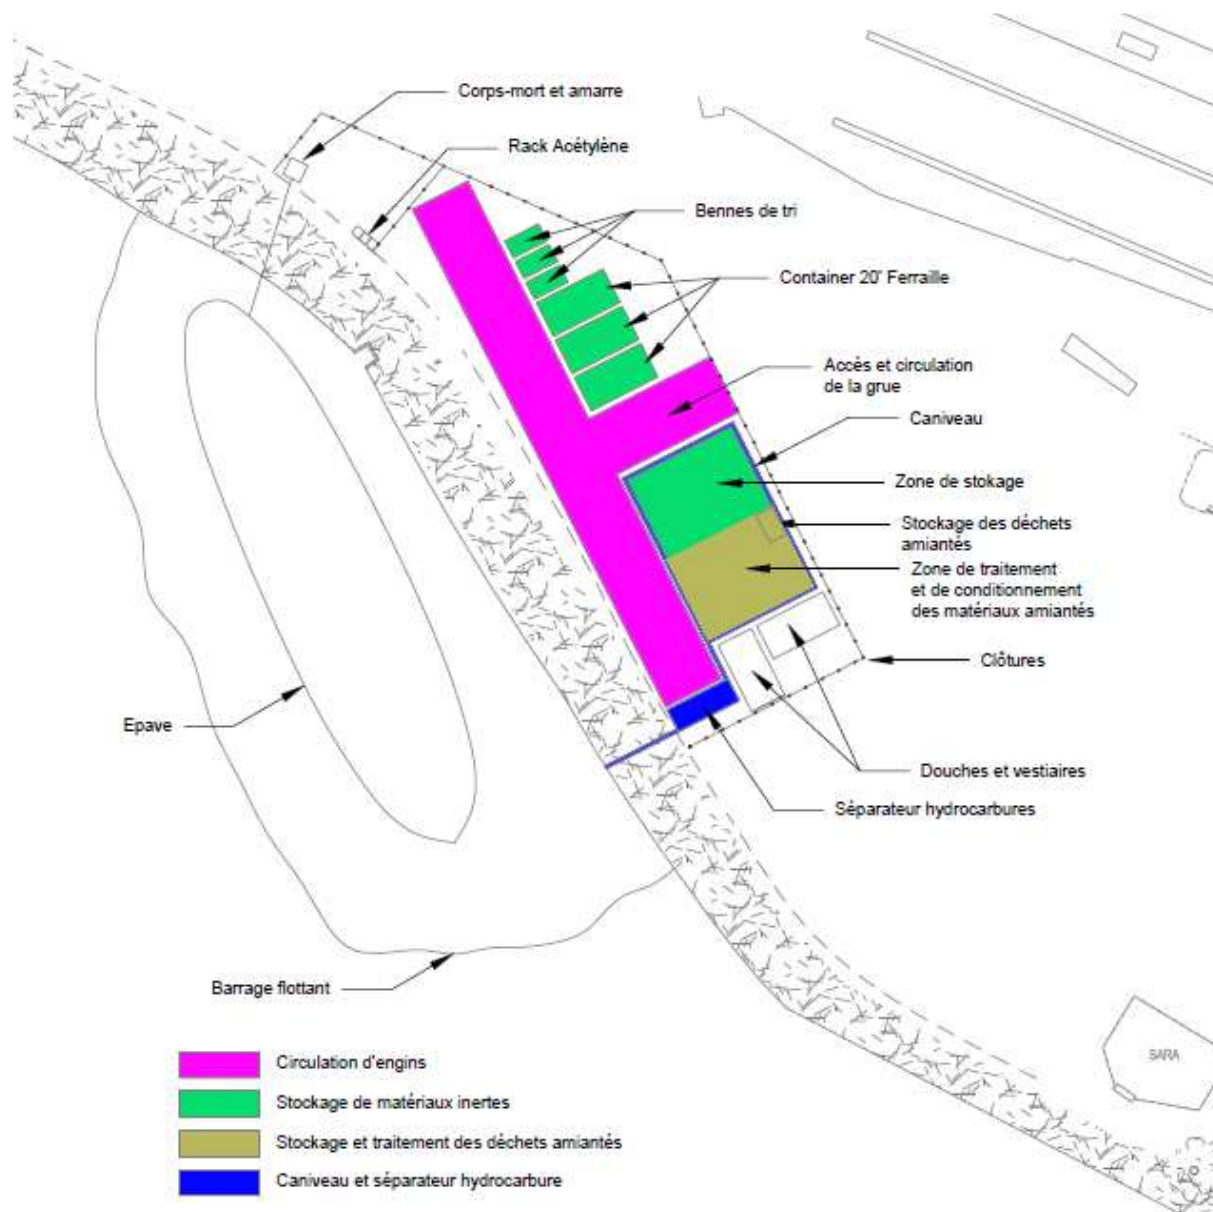 Corps-mort et amarre
Rack Acétylène
Bennes de tri
Container 20' Ferraille
Accès et circulation
de la grue
Caniveau
Zone de stokage
Stockage des déchets
amiantés
Zone de traitement
et de conditionnement
des matériaux amiantés
Clôtures
Epave
Douches et vestiaires
Séparateur hydrocarbures
Barrage flottant
SARA
Circulation d'engins
Stockage de matériaux inertes
Stockage et traitement des déchets amiantés
Caniveau et séparateur hydrocarbure